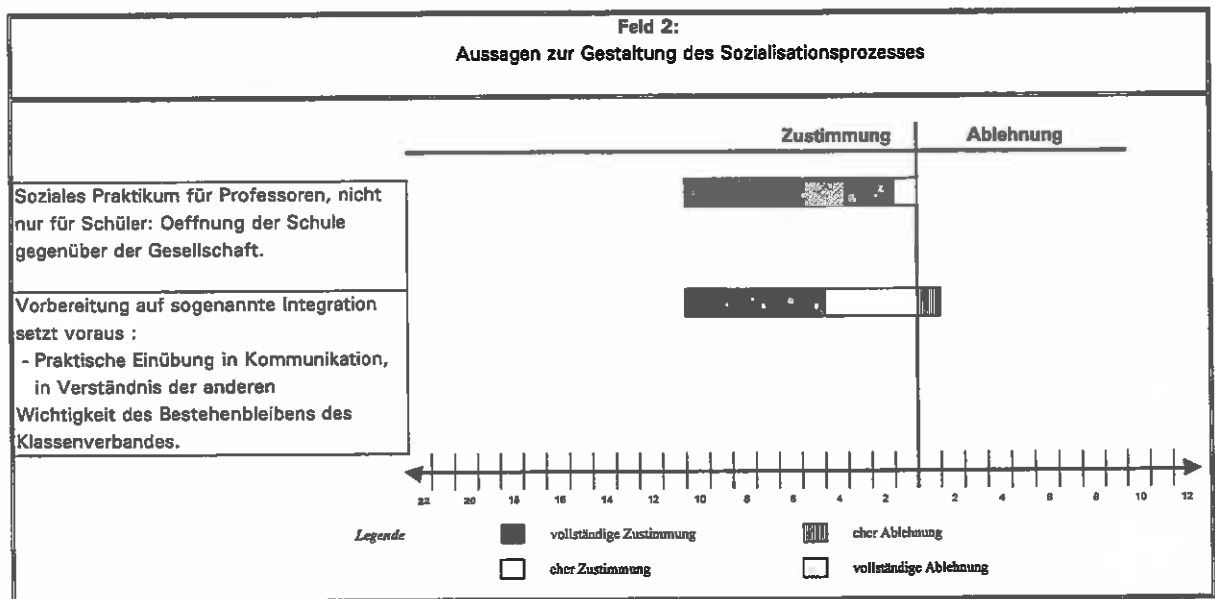 Feld 2:
Aussagen zur Gestaltung des Sozialisationsprozesses
Zustimmung Ablehnung
Soziales Praktikum für Professoren, nicht
nur für Schüler: Oeffnung der Schule
gegenüber der Gesellschaft.
Vorbereitung auf sogenannte Integration
setzt voraus :
- Praktische Einübung in Kommunikation,
in Verständnis der anderen
Wichtigkeit des Bestehenbleibens des
Klassenverbandes.
22 20 18 16 14 12 10 8 6 4 2 2 4 6 8 10 12
Legende
vollständige Zustimmung eher Ablehnung
eher Zustimmung vollständige Ablehnung